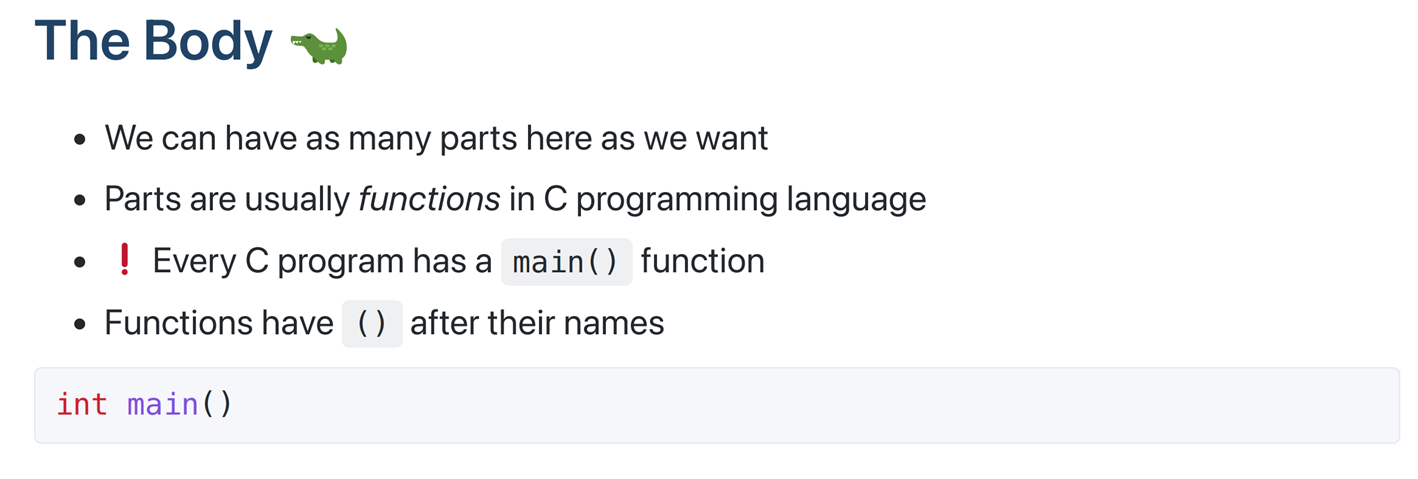 The Body 🐊
• We can have as many parts here as we want
• Parts are usually functions in C programming language
• ❗ Every C program has a main() function
• Functions have () after their names
int main()